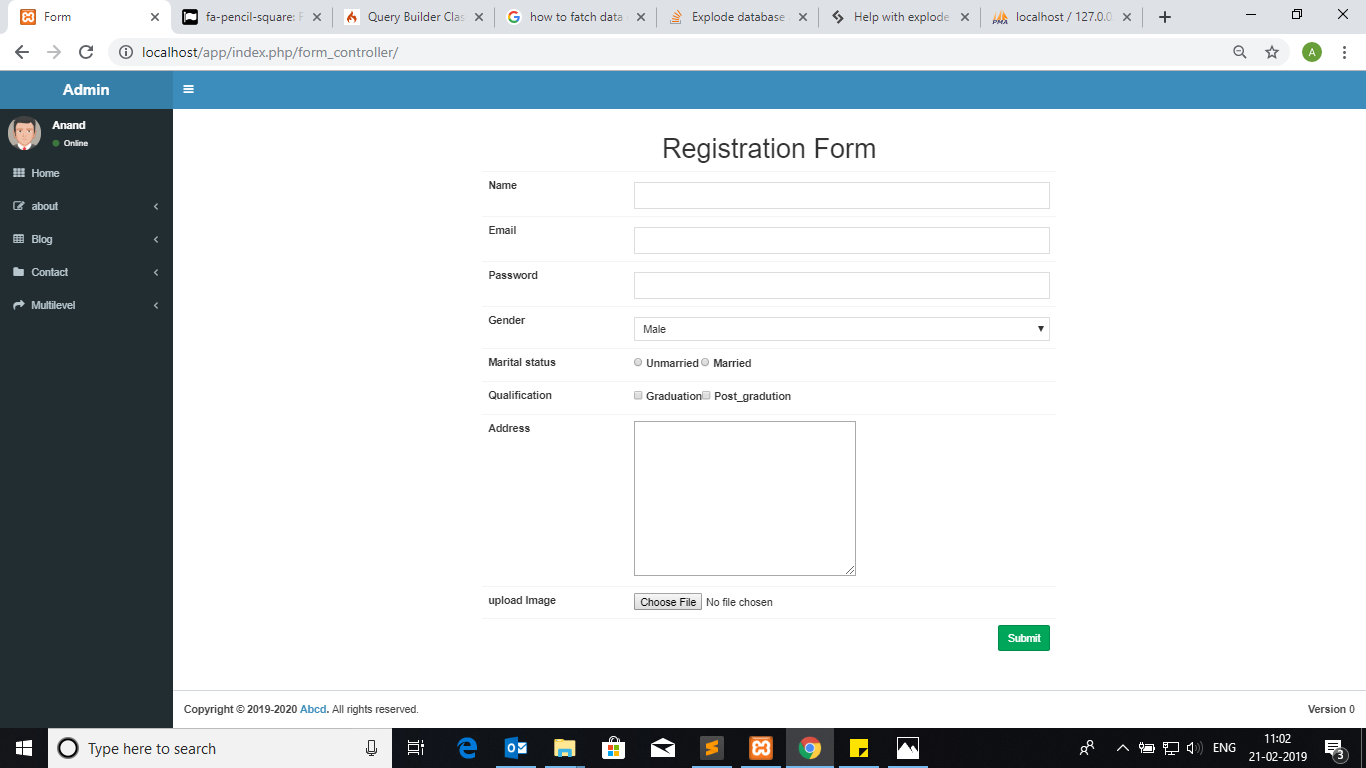 Form
fa-pencil-square: F
Query Builder Clas
how to fatch data
Explode database
Help with explode
localhost / 127.0.0
localhost/app/index.php/form_controller/
A
Admin
Anand
Online
Home
about
Blog
Contact
Multilevel
Registration Form
Name
Email
Password
Gender
Male
Marital status
Unmarried Married
Qualification
Graduation Post_gradution
Address
upload Image
Choose File No file chosen
Submit
Copyright © 2019-2020 Abcd. All rights reserved.
Version 0
Type here to search
ENG
11:02
21-02-2019
3